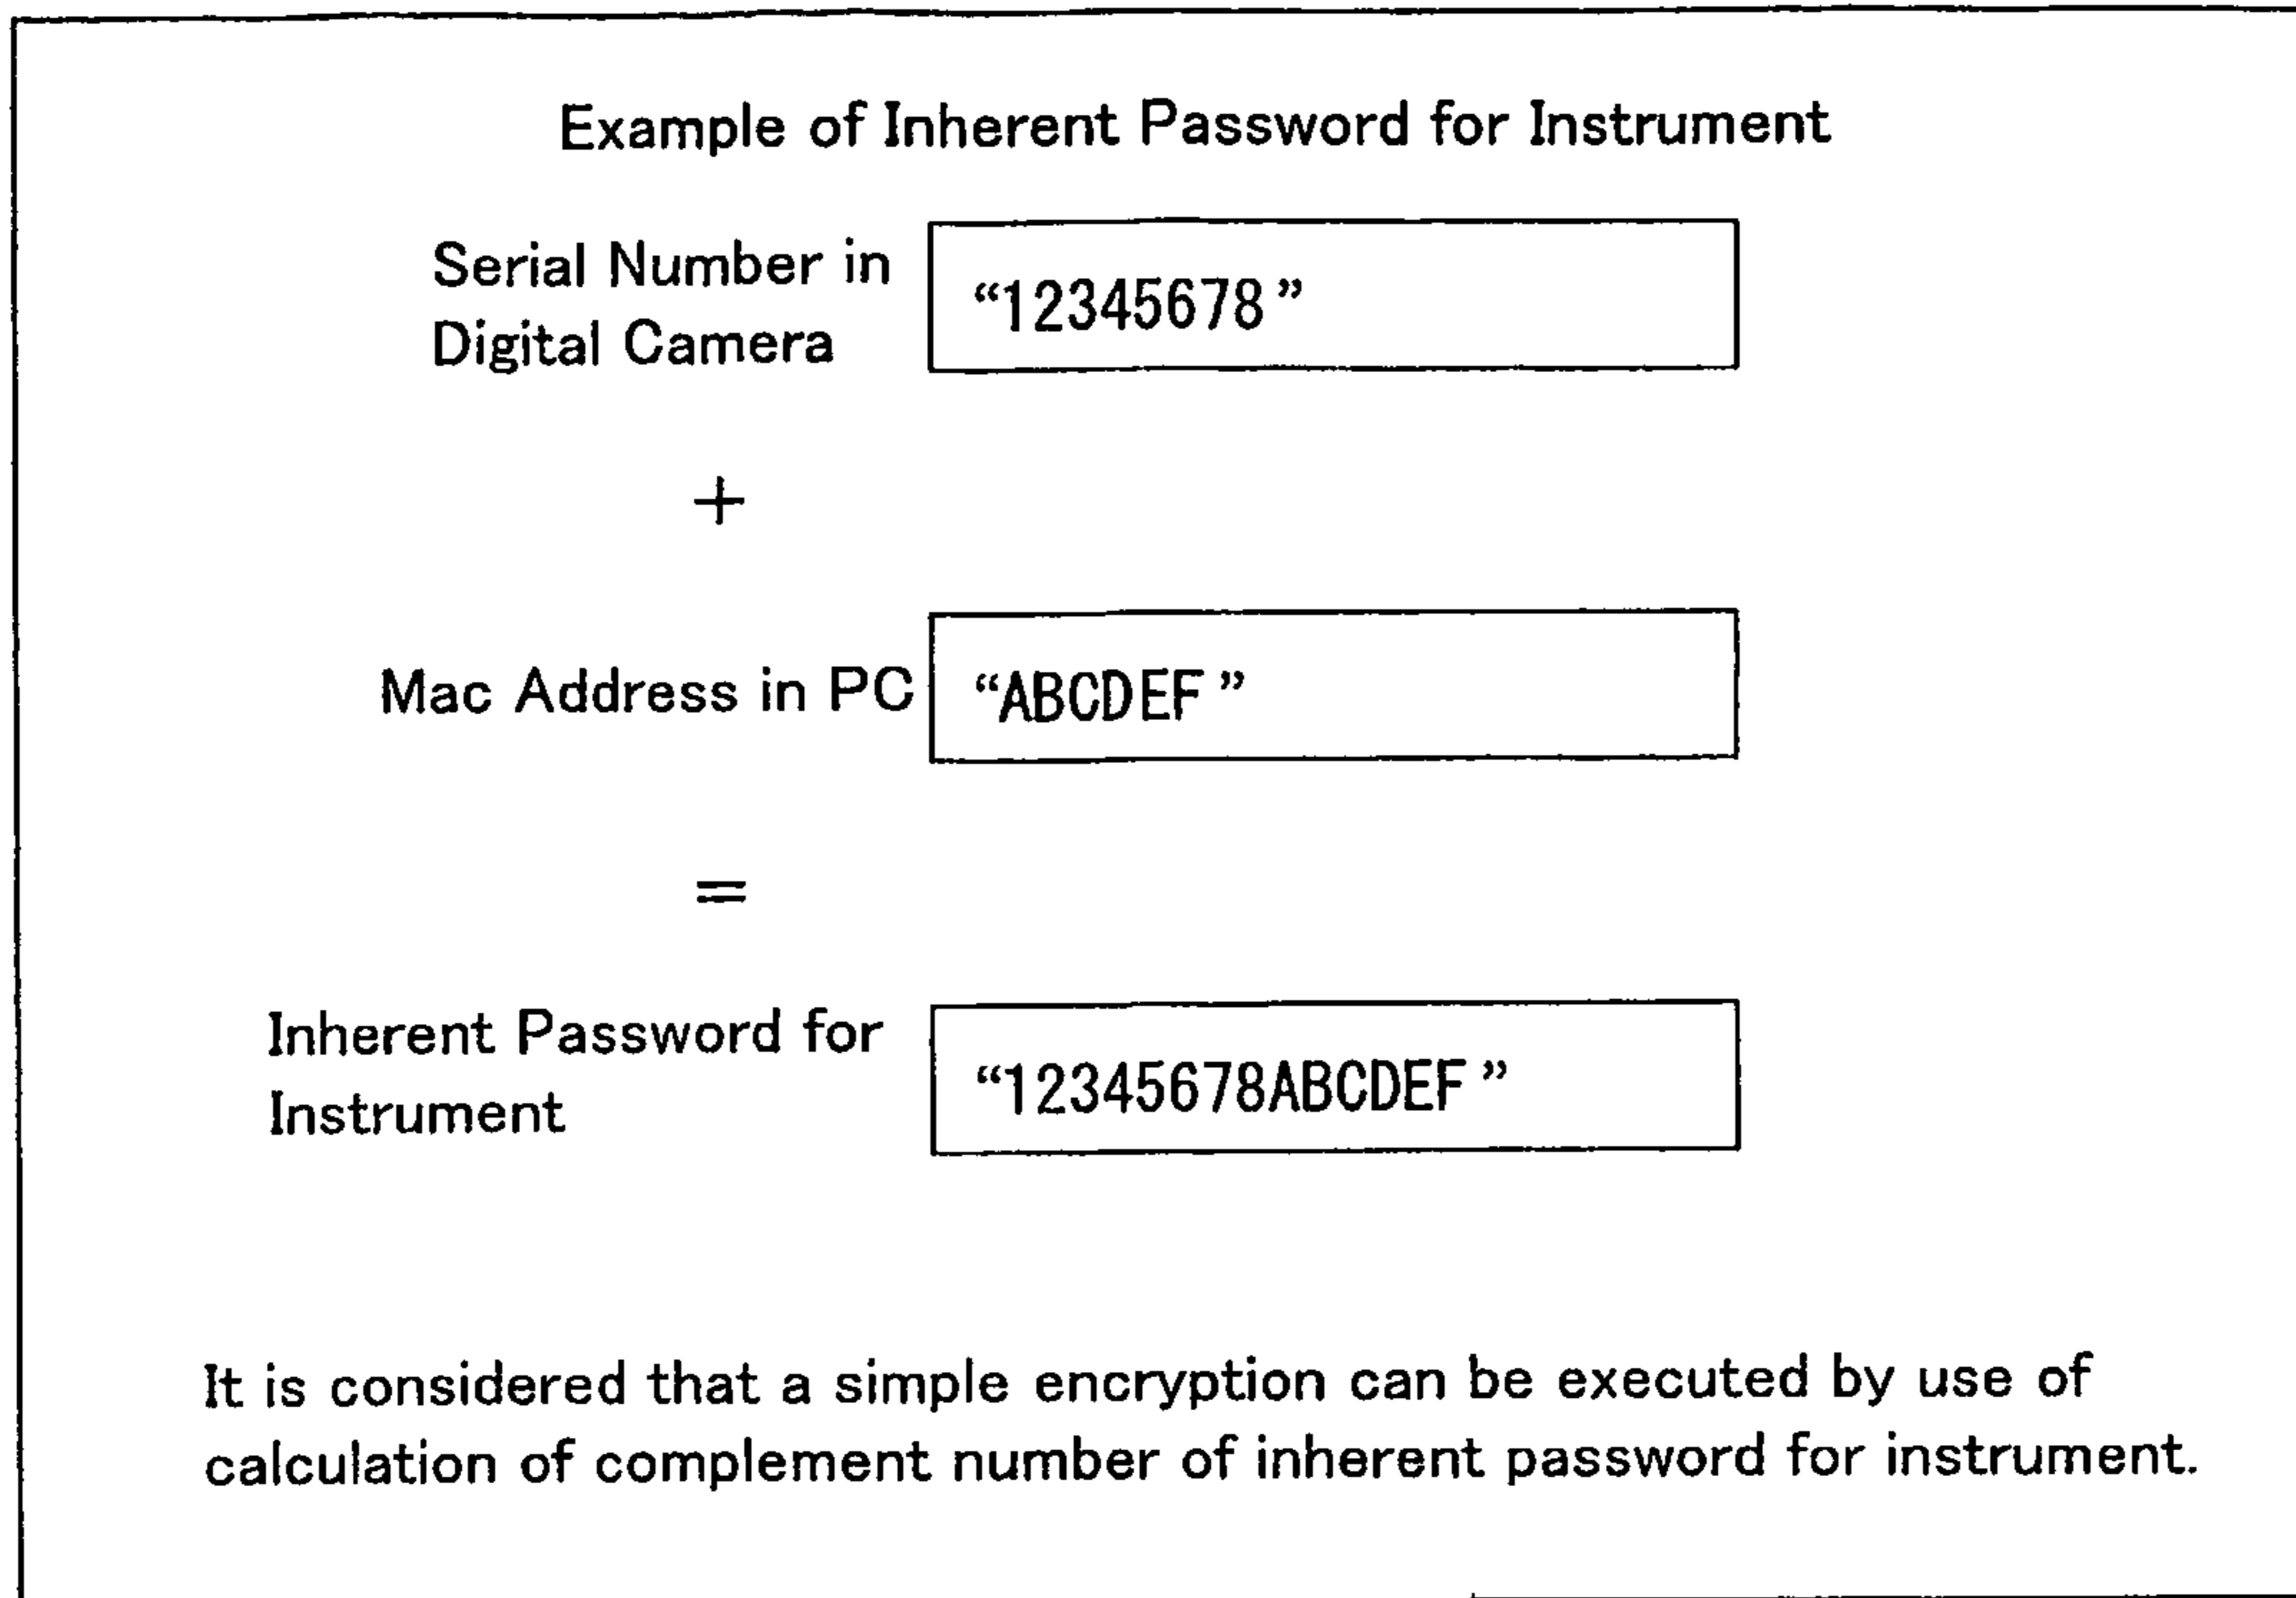 Example of Inherent Password for Instrument
Serial Number in
Digital Camera
“12345678”
+
Mac Address in PC “ABCDEF”
=
Inherent Password for
Instrument
“12345678ABCDEF”
It is considered that a simple encryption can be executed by use of
calculation of complement number of inherent password for instrument.